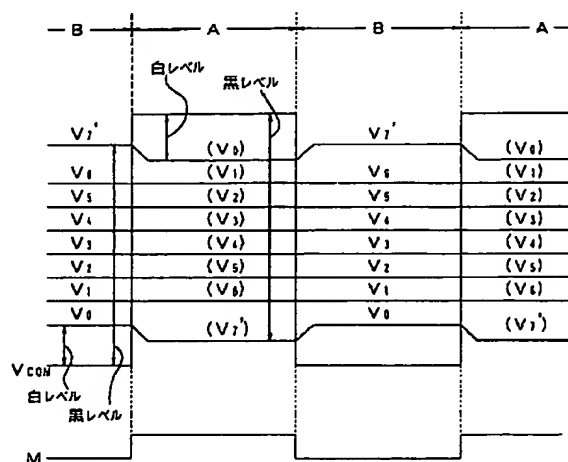 B A B A
白レベル 黒レベル
V₇' (V₀) V₇' (V₀)
V₆ (V₁) V₆ (V₁)
V₅ (V₂) V₅ (V₂)
V₄ (V₃) V₄ (V₃)
V₃ (V₄) V₃ (V₄)
V₂ (V₅) V₂ (V₅)
V₁ (V₆) V₁ (V₆)
V₀ (V₇') V₀ (V₇')
VCOM
白レベル 黒レベル
M